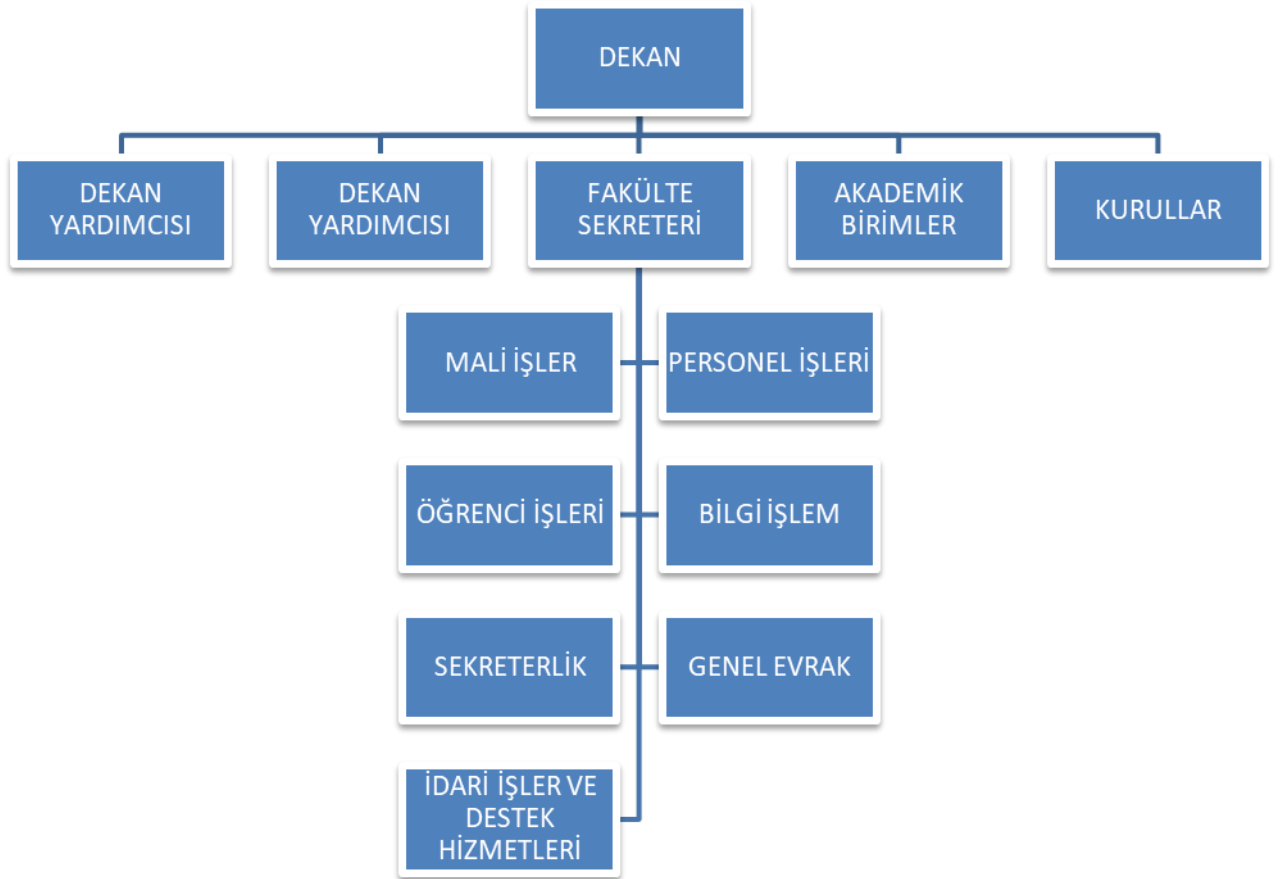 DEKAN
DEKAN
YARDIMCISI
DEKAN
YARDIMCISI
FAKÜLTE
SEKRETERİ
AKADEMİK
BİRİMLER
KURULLAR
MALİ İŞLER
PERSONEL İŞLERİ
ÖĞRENCİ İŞLERİ
BİLGİ İŞLEM
SEKRETERLİK
GENEL EVRAK
İDARİ İŞLER VE
DESTEK
HİZMETLERİ